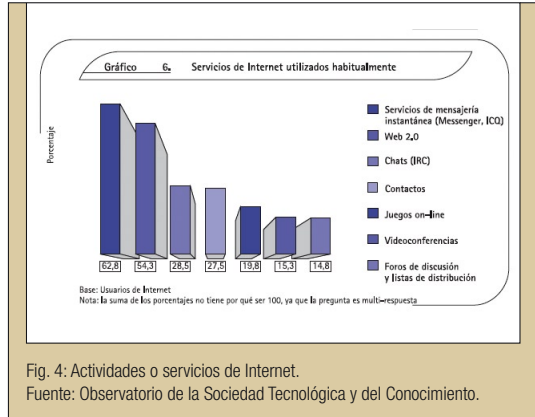 Gráfico 6. Servicios de Internet utilizados habitualmente
Porcentaje
Servicios de mensajería
instantánea (Messenger, ICQ)
Web 2.0
Chats (IRC)
Contactos
Juegos on-line
Videoconferencias
Foros de discusión
y listas de distribución
62,8 54,3 28,5 27,5 19,8 15,3 14,8
Base: Usuarios de Internet
Nota: la suma de los porcentajes no tiene por qué ser 100, ya que la pregunta es multi-respuesta
Fig. 4: Actividades o servicios de Internet.
Fuente: Observatorio de la Sociedad Tecnológica y del Conocimiento.